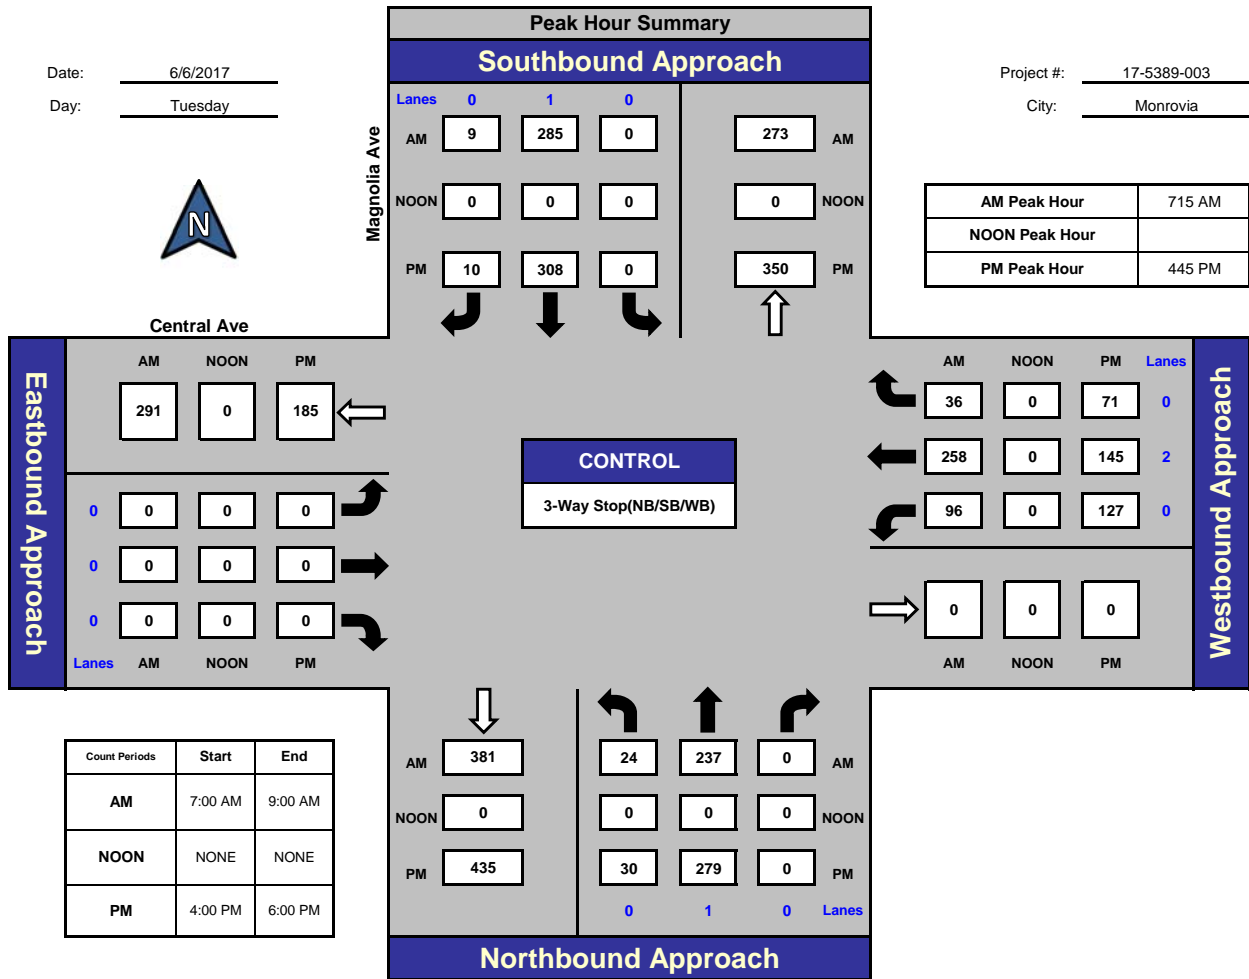 Peak Hour Summary
Southbound Approach
Date: 6/6/2017
Day: Tuesday
Project #: 17-5389-003
City: Monrovia
N
Magnolia Ave
Lanes 0 1 0
AM 9 285 0 273 AM
NOON 0 0 0 0 NOON
PM 10 308 0 350 PM
AM Peak Hour 715 AM
NOON Peak Hour
PM Peak Hour 445 PM
Central Ave
Eastbound Approach
AM NOON PM
291 0 185
0 0 0 0
0 0 0 0
0 0 0 0
Lanes AM NOON PM
CONTROL
3-Way Stop(NB/SB/WB)
AM NOON PM Lanes
36 0 71 0
258 0 145 2
96 0 127 0
0 0 0
AM NOON PM
Westbound Approach
Count Periods Start End
AM 7:00 AM 9:00 AM
NOON NONE NONE
PM 4:00 PM 6:00 PM
AM 381 24 237 0 AM
NOON 0 0 0 0 NOON
PM 435 30 279 0 PM
0 1 0 Lanes
Northbound Approach